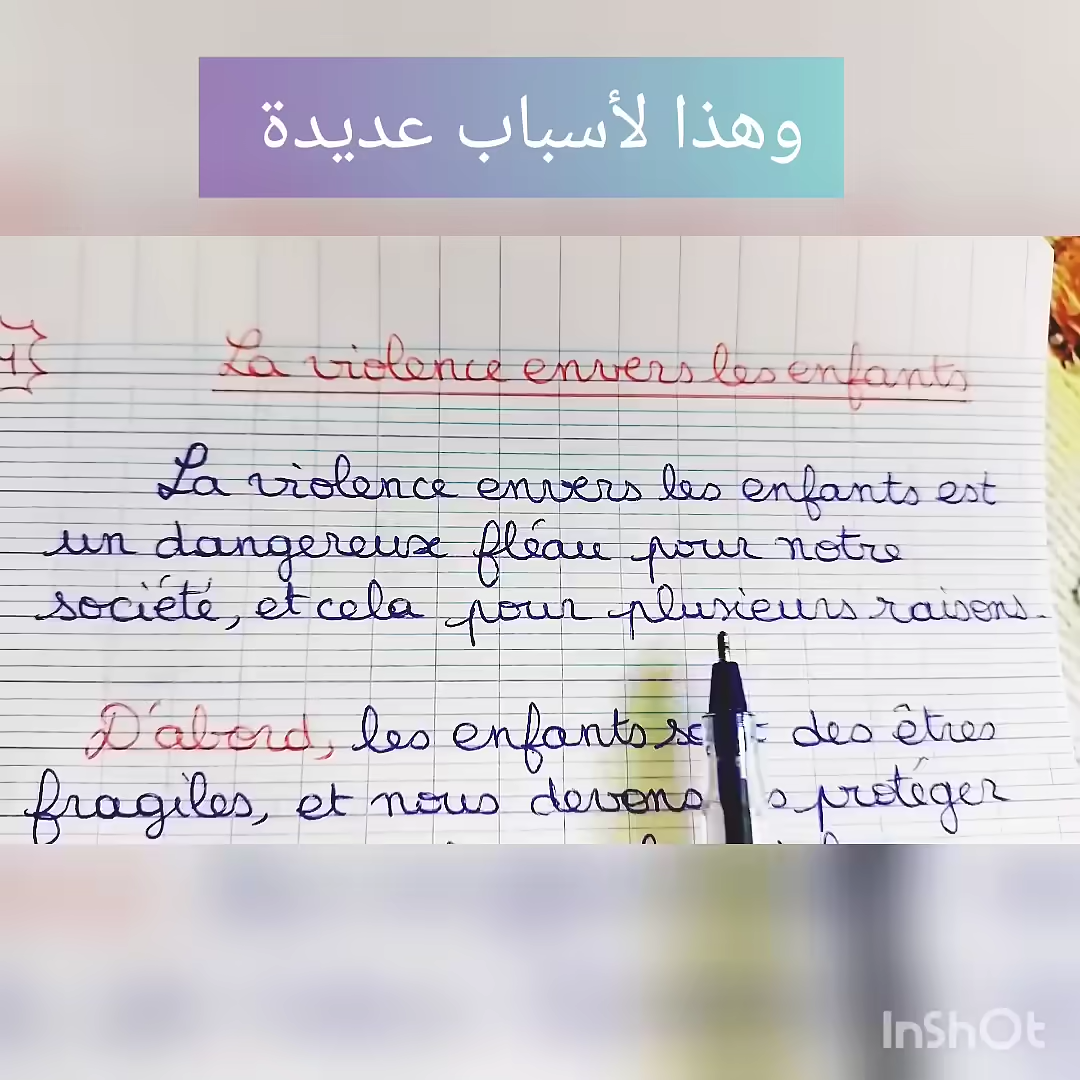 وهذا لأسباب عديدة
La violence envers les enfants
La violence envers les enfants est
un dangereux fléau pour notre
société, et cela pour plusieurs raisons.
D'abord, les enfants des êtres
fragiles, et nous devons protéger
InShOt